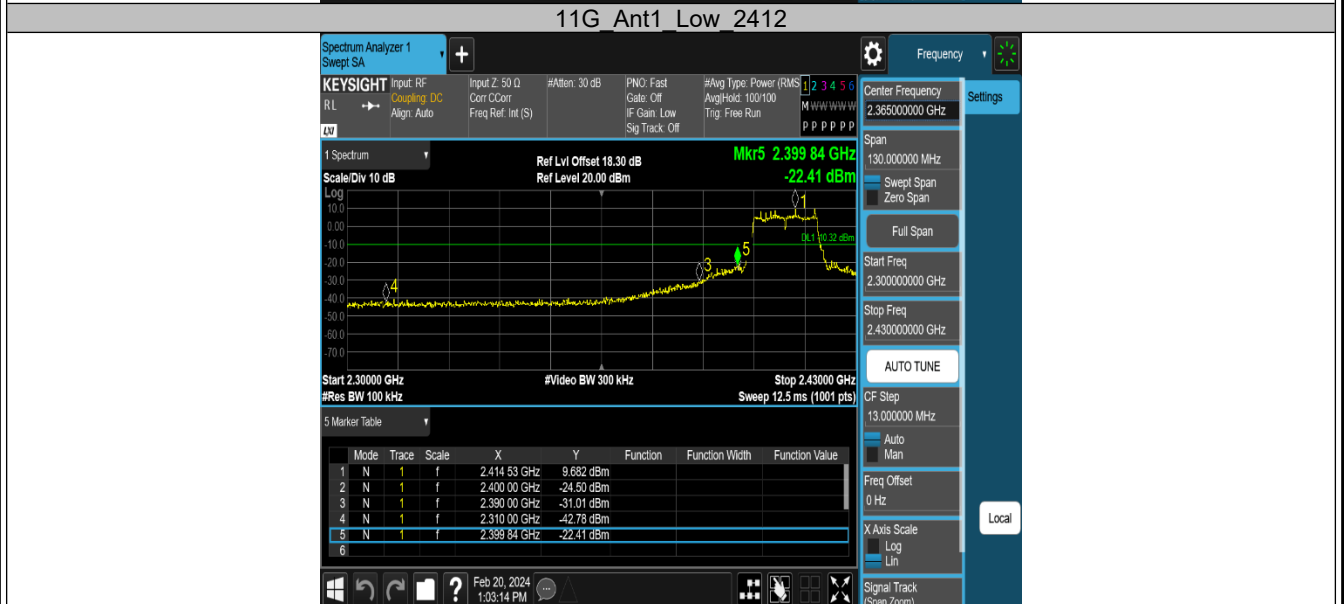 11G_Ant1_Low_2412
Spectrum Analyzer 1
Swept SA
+
Frequency
KEYSIGHT
RL
LXI
Input: RF
Coupling: DC
Align: Auto
Input Z: 50 Ω
Corr CCorr
Freq Ref: Int (S)
#Atten: 30 dB
PNO: Fast
Gate: Off
IF Gain: Low
Sig Track: Off
#Avg Type: Power (RMS
Avg|Hold: 100/100
Trig: Free Run
1 2 3 4 5 6
M W W W W W
P P P P P P
1 Spectrum
Scale/Div 10 dB
Ref Lvl Offset 18.30 dB
Ref Level 20.00 dBm
Mkr5 2.399 84 GHz
-22.41 dBm
Log
10.0
0.00
-10.0
-20.0
-30.0
-40.0
-50.0
-60.0
-70.0
1
DL1 -10.32 dBm
5
3
4
Start 2.30000 GHz
#Video BW 300 kHz
Stop 2.43000 GHz
#Res BW 100 kHz
Sweep 12.5 ms (1001 pts)
5 Marker Table
Mode Trace Scale X Y Function Function Width Function Value
1 N 1 f 2.414 53 GHz 9.682 dBm
2 N 1 f 2.400 00 GHz -24.50 dBm
3 N 1 f 2.390 00 GHz -31.01 dBm
4 N 1 f 2.310 00 GHz -42.78 dBm
5 N 1 f 2.399 84 GHz -22.41 dBm
6
?
Feb 20, 2024
1:03:14 PM
Center Frequency
2.365000000 GHz
Settings
Span
130.000000 MHz
Swept Span
Zero Span
Full Span
Start Freq
2.300000000 GHz
Stop Freq
2.430000000 GHz
AUTO TUNE
CF Step
13.000000 MHz
Auto
Man
Freq Offset
0 Hz
Local
X Axis Scale
Log
Lin
Signal Track
(Span Zoom)